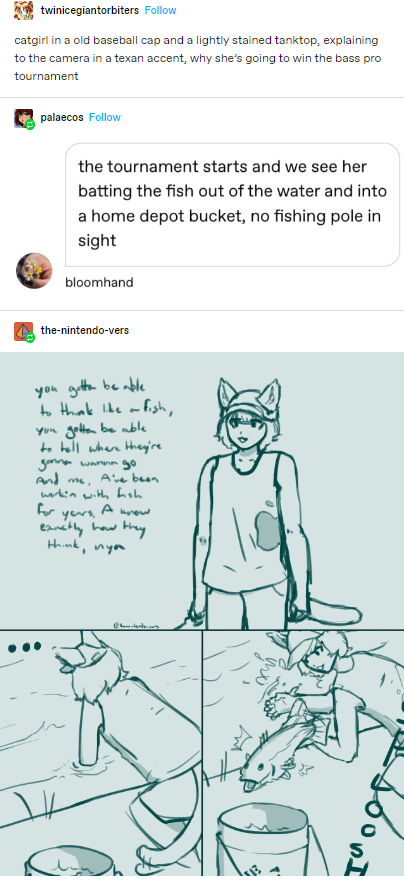 twinicegiantorbiters Follow
catgirl in a old baseball cap and a lightly stained tanktop, explaining
to the camera in a texan accent, why she's going to win the bass pro
tournament
palaecos Follow
the tournament starts and we see her
batting the fish out of the water and into
a home depot bucket, no fishing pole in
sight
bloomhand
the-nintendo-vers
you gotta be able
to think like a fish,
you gotta be able
to tell where they're
gonna wanna go
And me, A've been
workin with fish
for years. A know
exactly how they
think, nya